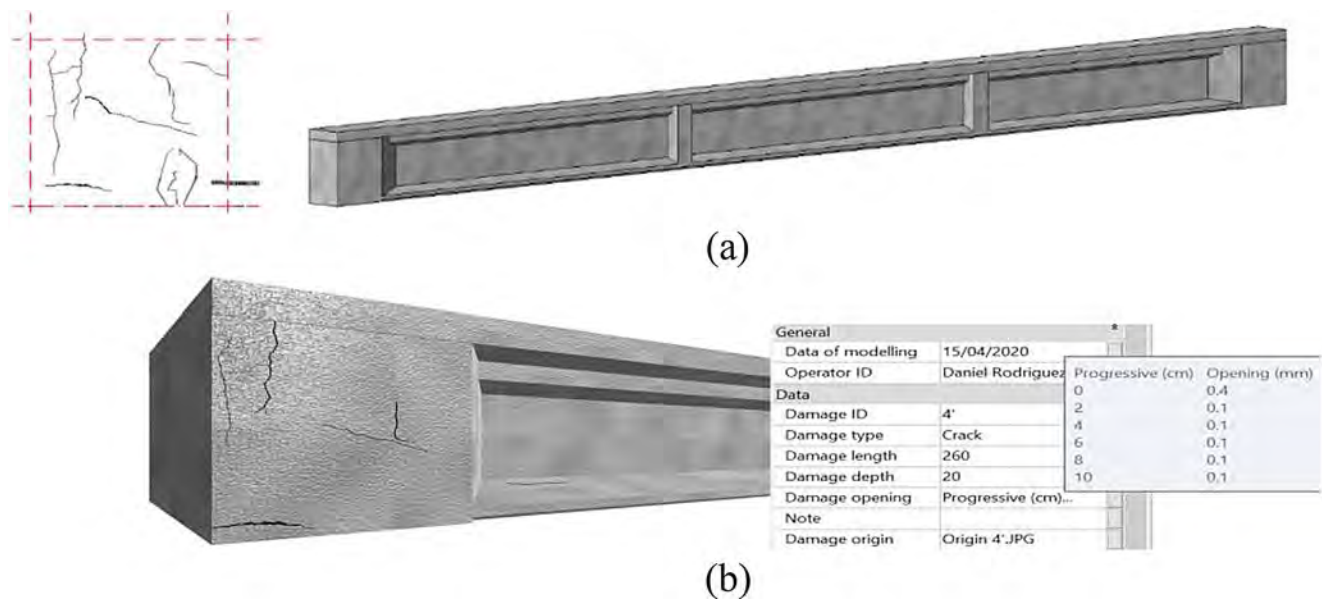 (a)
General
Data of modelling 15/04/2020
Operator ID Daniel Rodriguez
Data
Damage ID 4'
Damage type Crack
Damage length 260
Damage depth 20
Damage opening Progressive (cm)...
Note
Damage origin Origin 4'.JPG
Progressive (cm) Opening (mm)
0 0.4
2 0.1
4 0.1
6 0.1
8 0.1
10 0.1
(b)